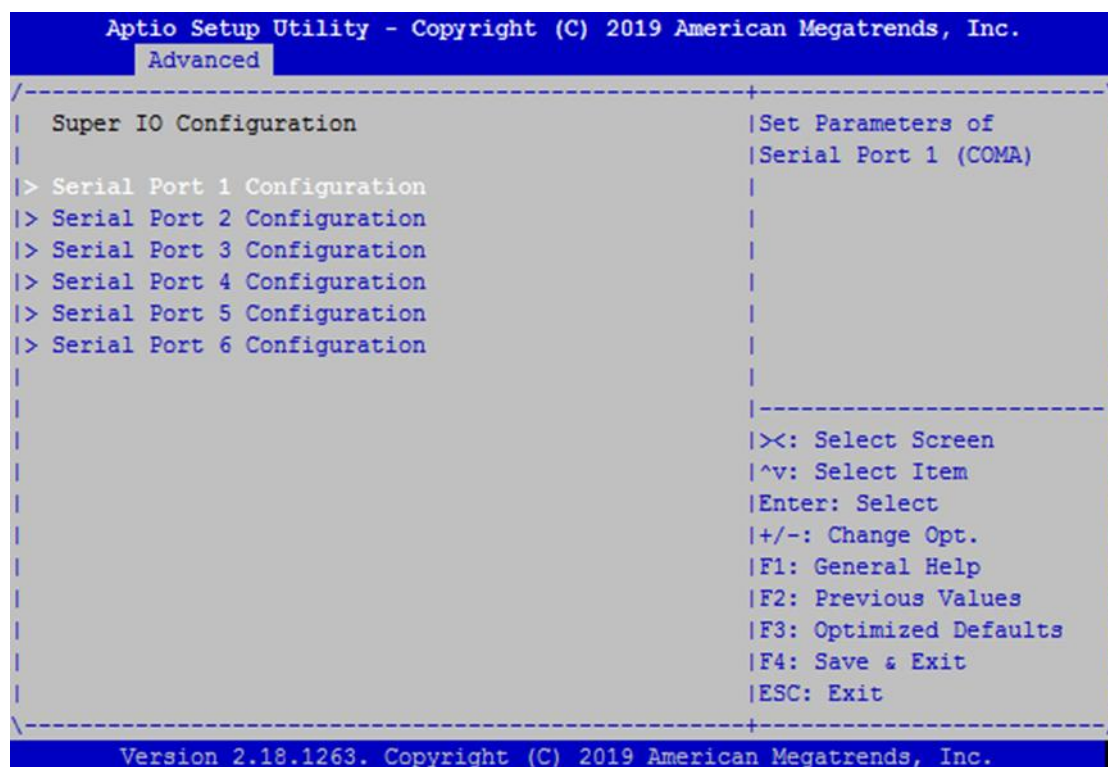 Aptio Setup Utility - Copyright (C) 2019 American Megatrends, Inc.
Advanced
Super IO Configuration
> Serial Port 1 Configuration
> Serial Port 2 Configuration
> Serial Port 3 Configuration
> Serial Port 4 Configuration
> Serial Port 5 Configuration
> Serial Port 6 Configuration
Set Parameters of
Serial Port 1 (COMA)
><: Select Screen
^v: Select Item
Enter: Select
+/-: Change Opt.
F1: General Help
F2: Previous Values
F3: Optimized Defaults
F4: Save & Exit
ESC: Exit
Version 2.18.1263. Copyright (C) 2019 American Megatrends, Inc.